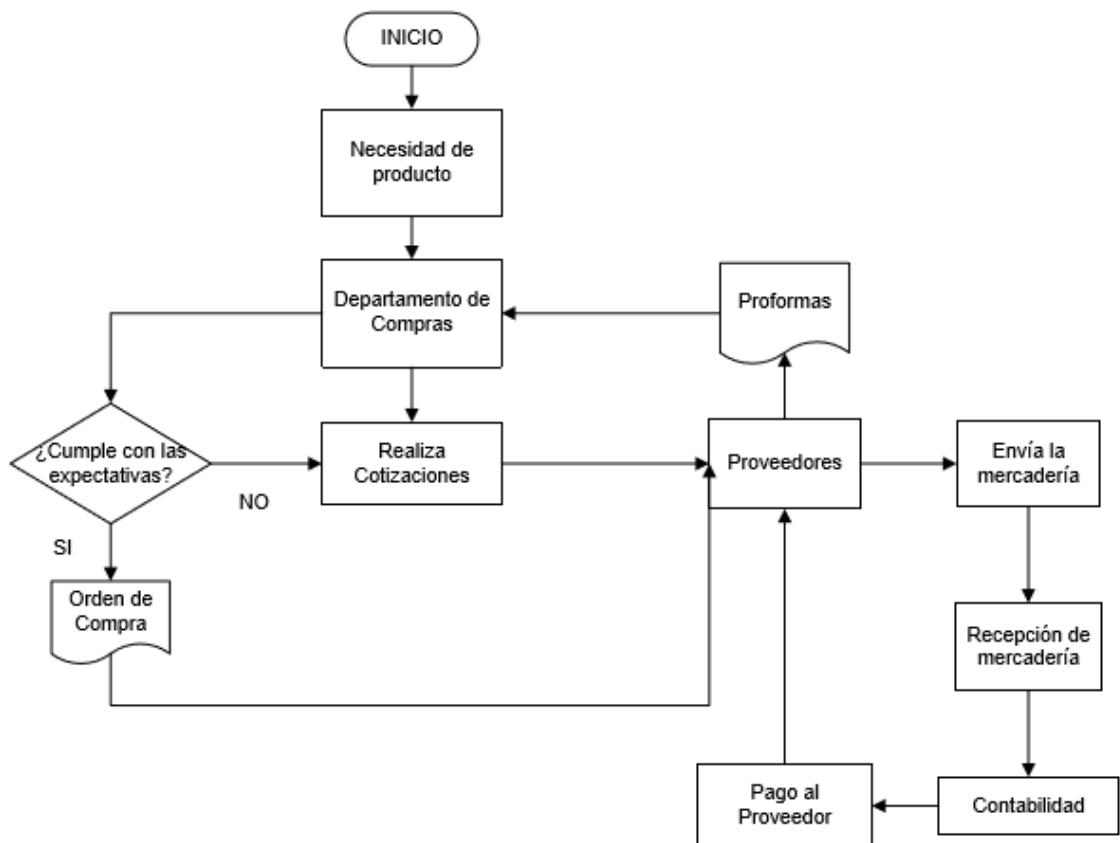 INICIO
Necesidad de
producto
Departamento de
Compras
Proformas
¿Cumple con las
expectativas?
NO
SI
Realiza
Cotizaciones
Proveedores
Envía la
mercadería
Orden de
Compra
Recepción de
mercadería
Pago al
Proveedor
Contabilidad